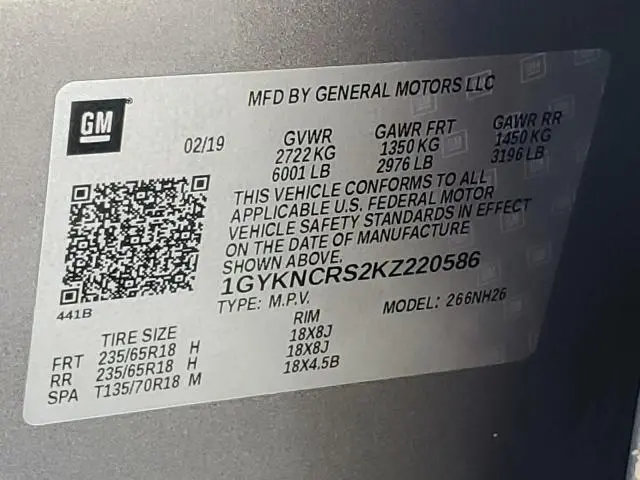 GM
MFD BY GENERAL MOTORS LLC
02/19 GVWR GAWR FRT GAWR RR
2722 KG 1350 KG 1450 KG
6001 LB 2976 LB 3196 LB
THIS VEHICLE CONFORMS TO ALL
APPLICABLE U.S. FEDERAL MOTOR
VEHICLE SAFETY STANDARDS IN EFFECT
ON THE DATE OF MANUFACTURE
SHOWN ABOVE.
1GYKNCRS2KZ220586
441B
TYPE: M.P.V. MODEL: 266NH26
TIRE SIZE RIM
FRT 235/65R18 H 18X8J
RR 235/65R18 H 18X8J
SPA T135/70R18 M 18X4.5B